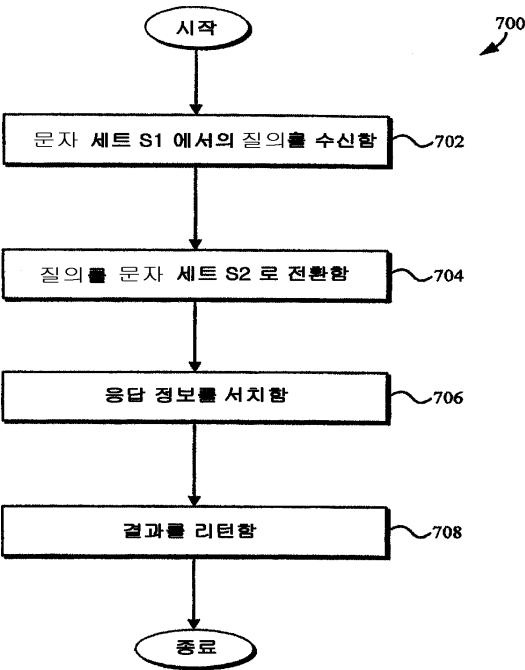 시작
700
문자 세트 S1 에서의 질의를 수신함
702
질의를 문자 세트 S2 로 전환함
704
응답 정보를 서치함
706
결과를 리턴함
708
종료